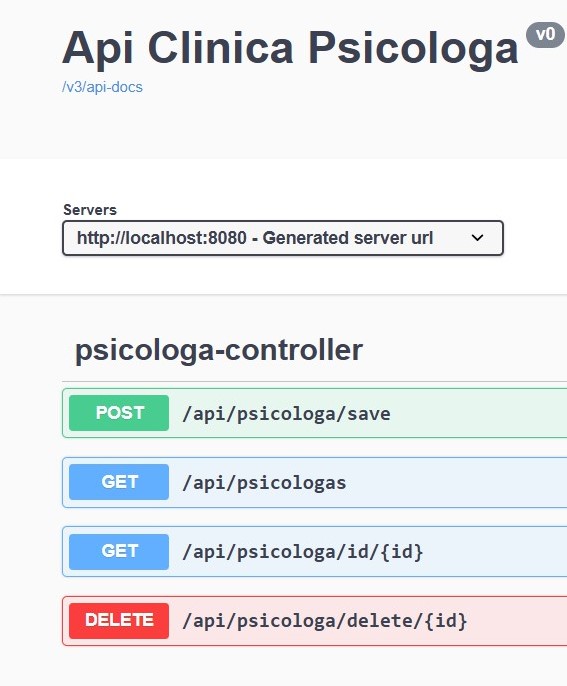 Api Clinica Psicologa v0
/v3/api-docs
Servers
http://localhost:8080 - Generated server url
psicologa-controller
POST /api/psicologa/save
GET /api/psicologas
GET /api/psicologa/id/{id}
DELETE /api/psicologa/delete/{id}